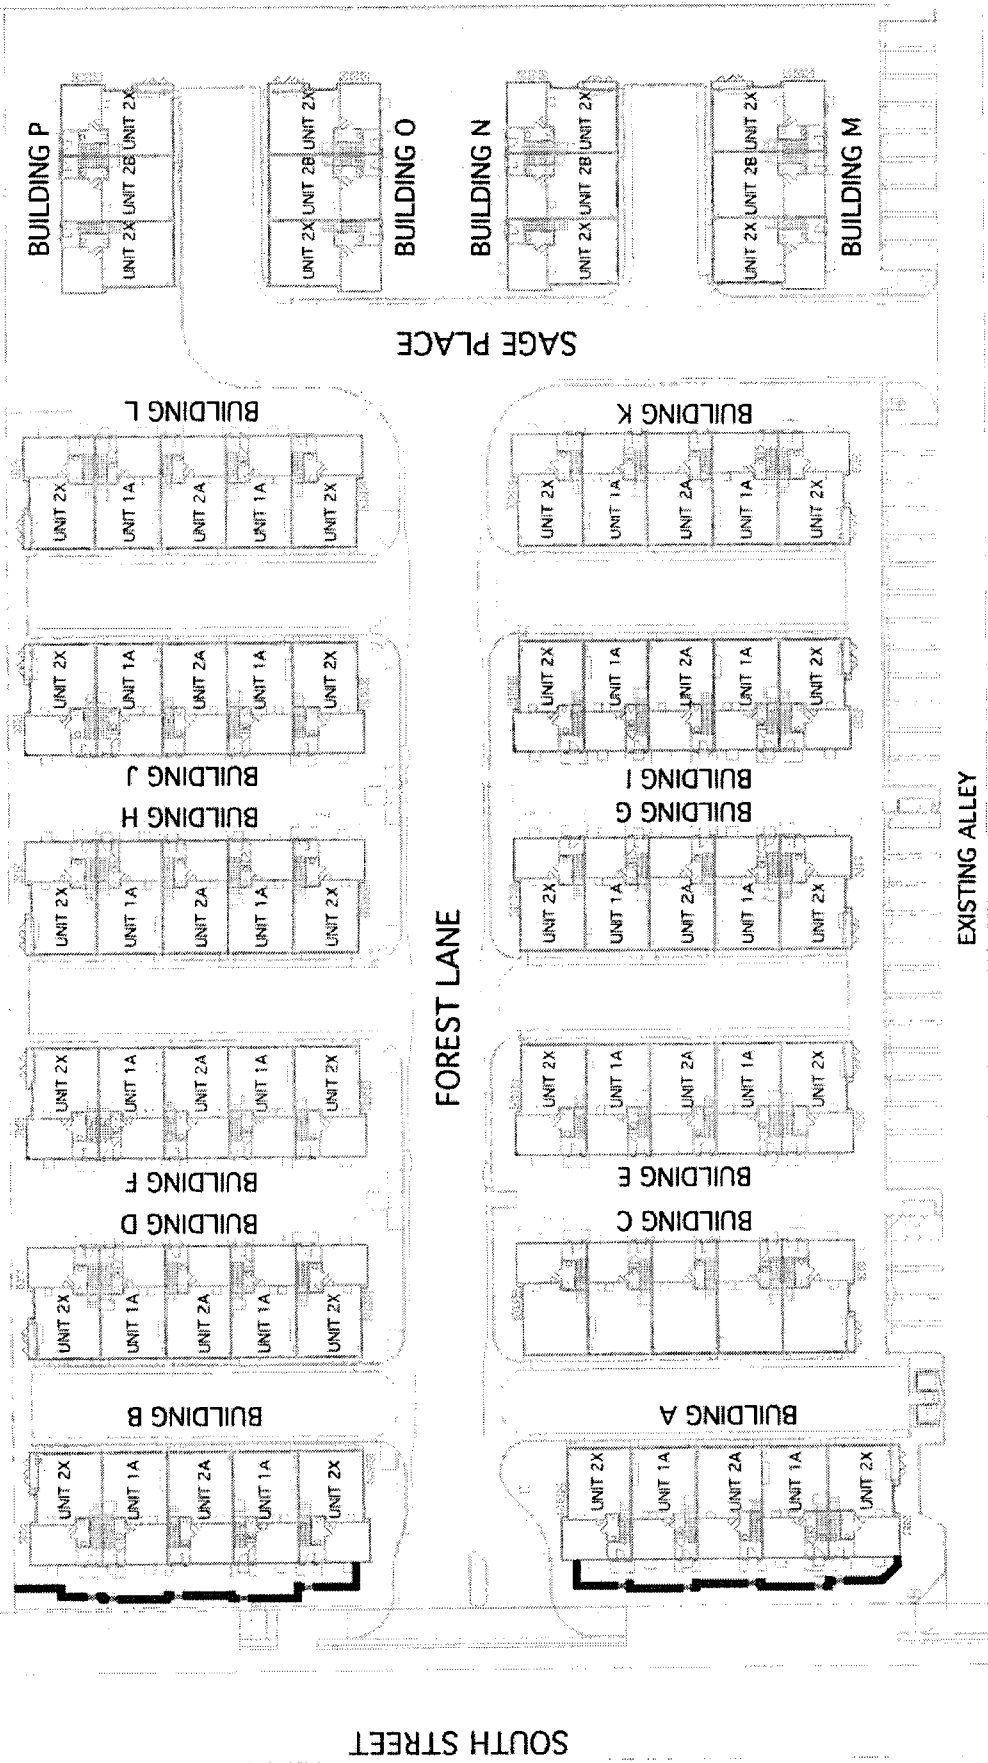 BUILDING P
UNIT 2X
UNIT 2B
UNIT 2X
UNIT 2X
UNIT 2B
UNIT 2X
BUILDING O
BUILDING N
UNIT 2X
UNIT 2B
UNIT 2X
UNIT 2X
UNIT 2B
UNIT 2X
BUILDING M
SAGE PLACE
BUILDING L
UNIT 2X
UNIT 1A
UNIT 2A
UNIT 1A
UNIT 2X
BUILDING K
UNIT 2X
UNIT 1A
UNIT 2A
UNIT 1A
UNIT 2X
UNIT 2X
UNIT 1A
UNIT 2A
UNIT 1A
UNIT 2X
BUILDING J
UNIT 2X
UNIT 1A
UNIT 2A
UNIT 1A
UNIT 2X
BUILDING I
BUILDING H
UNIT 2X
UNIT 1A
UNIT 2A
UNIT 1A
UNIT 2X
BUILDING G
UNIT 2X
UNIT 1A
UNIT 2A
UNIT 1A
UNIT 2X
FOREST LANE
EXISTING ALLEY
UNIT 2X
UNIT 1A
UNIT 2A
UNIT 1A
UNIT 2X
BUILDING F
UNIT 2X
UNIT 1A
UNIT 2A
UNIT 1A
UNIT 2X
BUILDING E
BUILDING D
UNIT 2X
UNIT 1A
UNIT 2A
UNIT 1A
UNIT 2X
BUILDING C
BUILDING B
UNIT 2X
UNIT 1A
UNIT 2A
UNIT 1A
UNIT 2X
BUILDING A
UNIT 2X
UNIT 1A
UNIT 2A
UNIT 1A
UNIT 2X
SOUTH STREET